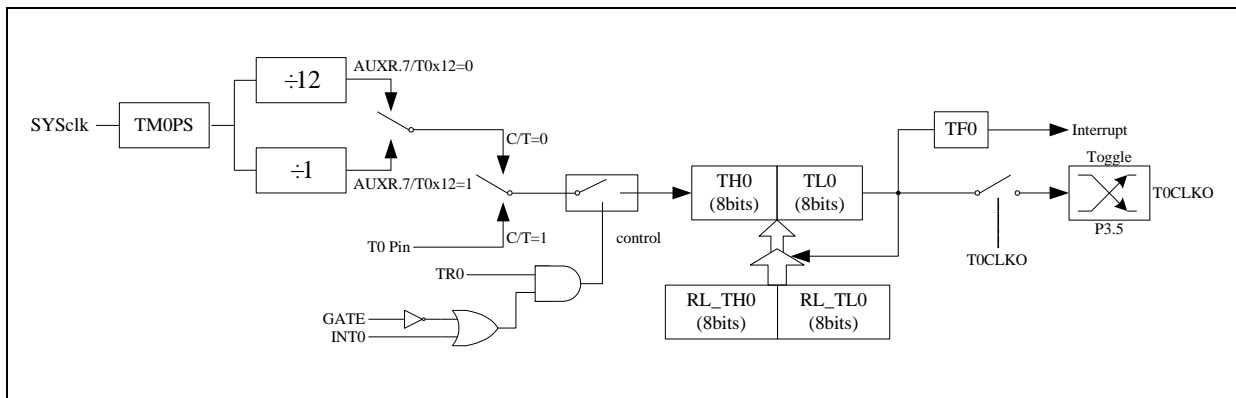 ÷12
AUXR.7/T0x12=0
SYSclk
TM0PS
÷1
AUXR.7/T0x12=1
C/T=0
T0 Pin
C/T=1
control
TR0
GATE
INT0
TH0
(8bits)
TL0
(8bits)
RL_TH0
(8bits)
RL_TL0
(8bits)
TF0
Interrupt
Toggle
T0CLKO
P3.5
T0CLKO